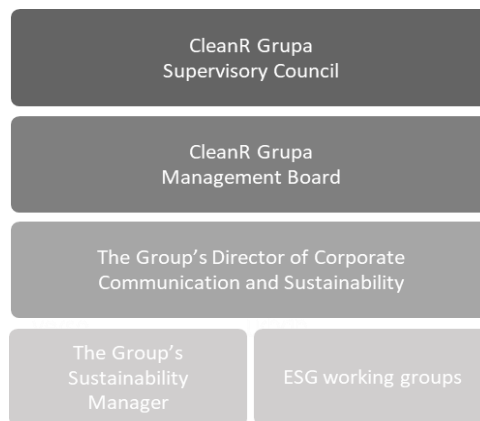 CleanR Grupa
Supervisory Council
CleanR Grupa
Management Board
The Group’s Director of Corporate
Communication and Sustainability
The Group’s
Sustainability
Manager
ESG working groups